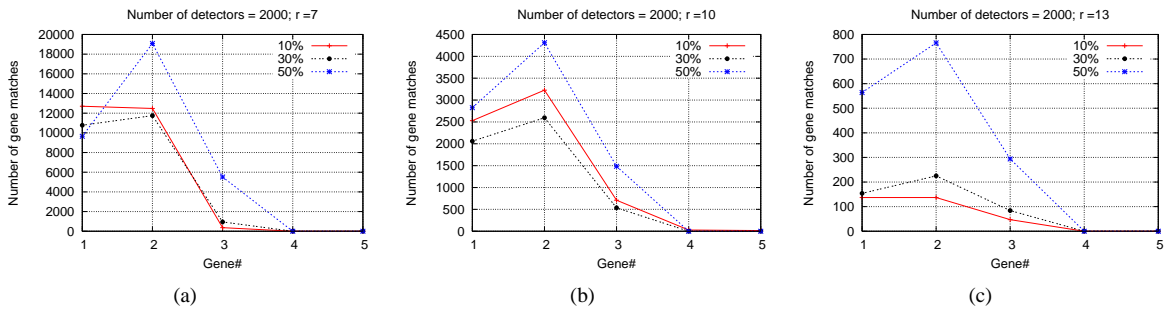 Number of detectors = 2000; r =7
20000
18000
16000
14000
12000
10000
8000
6000
4000
2000
0
Number of gene matches
10%
30%
50%
1 2 3 4 5
Gene#
(a)
Number of detectors = 2000; r =10
4500
4000
3500
3000
2500
2000
1500
1000
500
0
Number of gene matches
10%
30%
50%
1 2 3 4 5
Gene#
(b)
Number of detectors = 2000; r =13
800
700
600
500
400
300
200
100
0
Number of gene matches
10%
30%
50%
1 2 3 4 5
Gene#
(c)